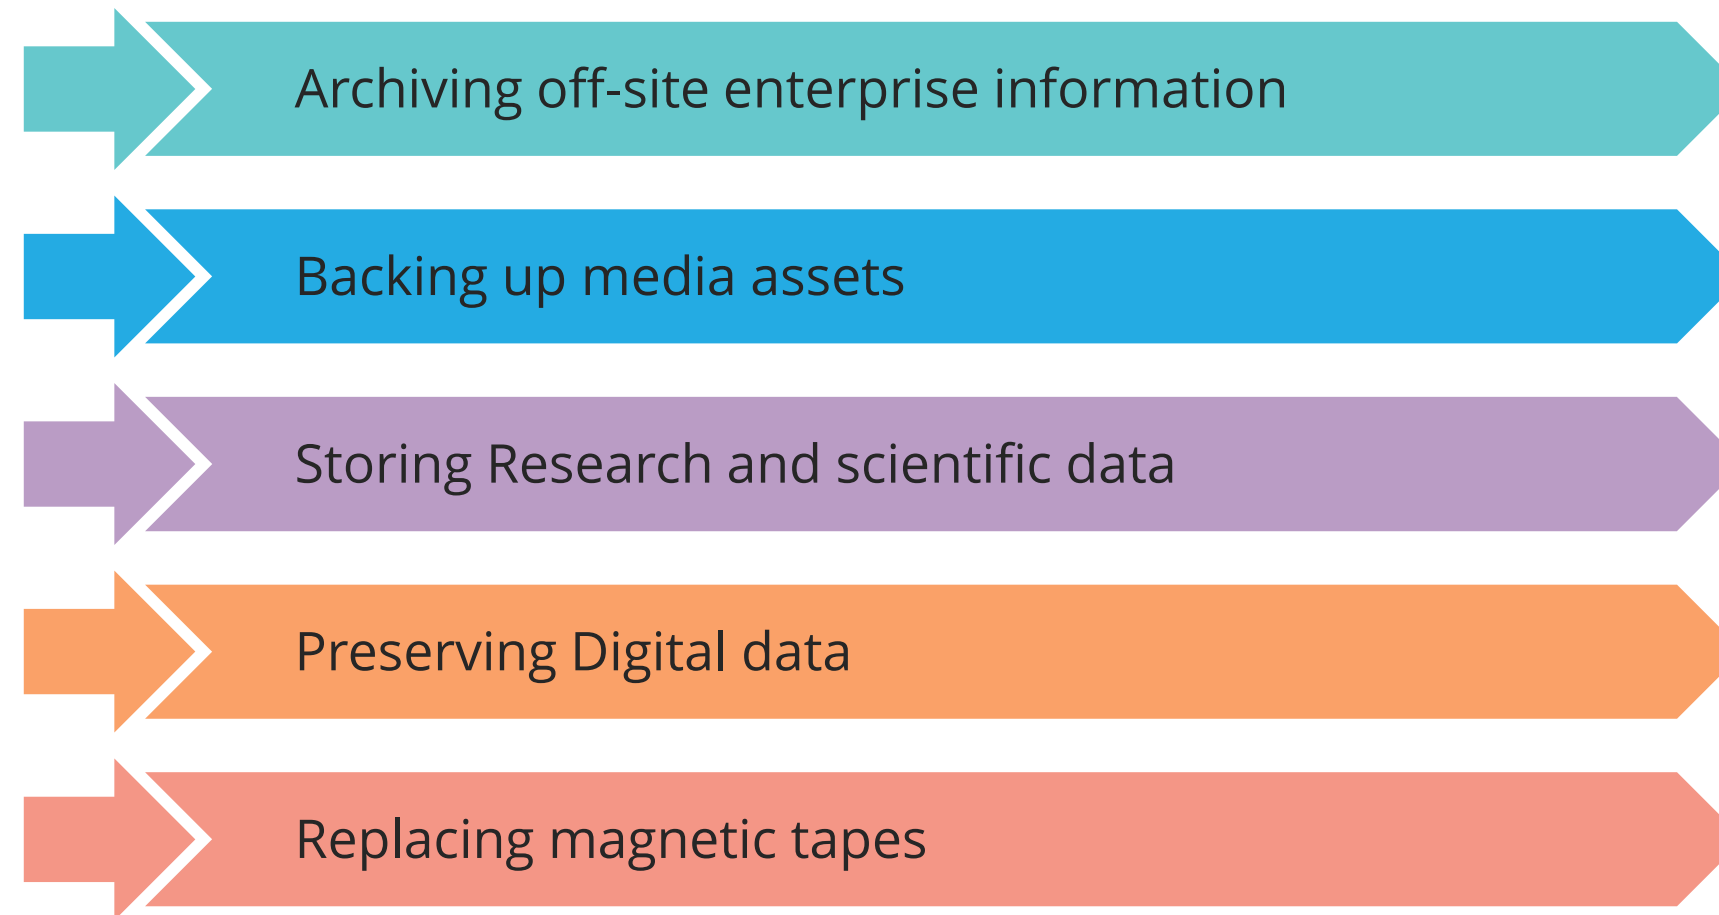 Archiving off-site enterprise information
Backing up media assets
Storing Research and scientific data
Preserving Digital data
Replacing magnetic tapes